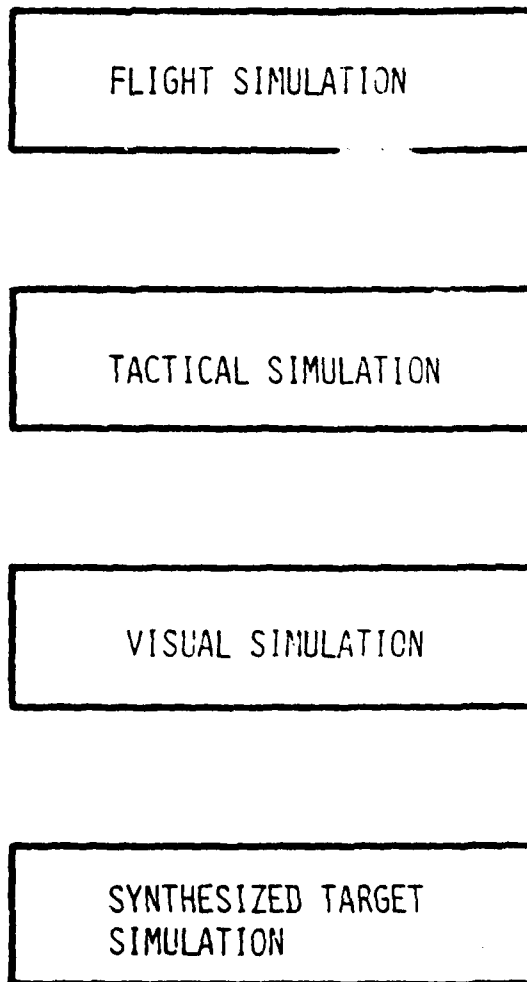 FLIGHT SIMULATION
TACTICAL SIMULATION
VISUAL SIMULATION
SYNTHESIZED TARGET
SIMULATION